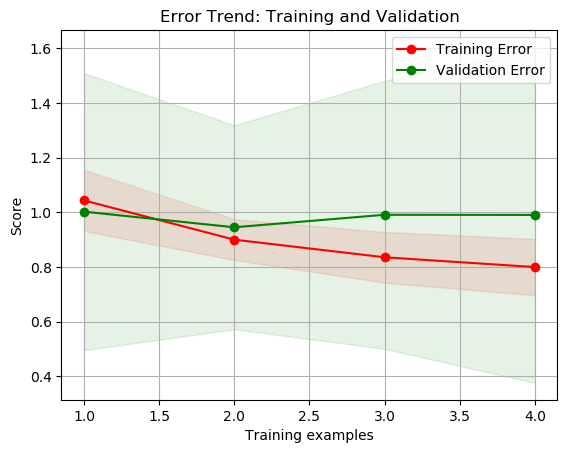 Error Trend: Training and Validation
Training Error
Validation Error
1.6
1.4
1.2
1.0
0.8
0.6
0.4
Score
1.0
1.5
2.0
2.5
3.0
3.5
4.0
Training examples